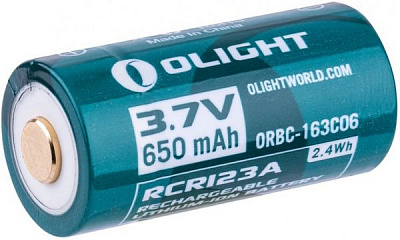 Made in China
OLIGHT
OLIGHTWORLD.COM
3.7V
650 mAh
ORBC-163C06
2.4Wh
RCR123A
RECHARGEABLE
LITHIUM-ION BATTERY